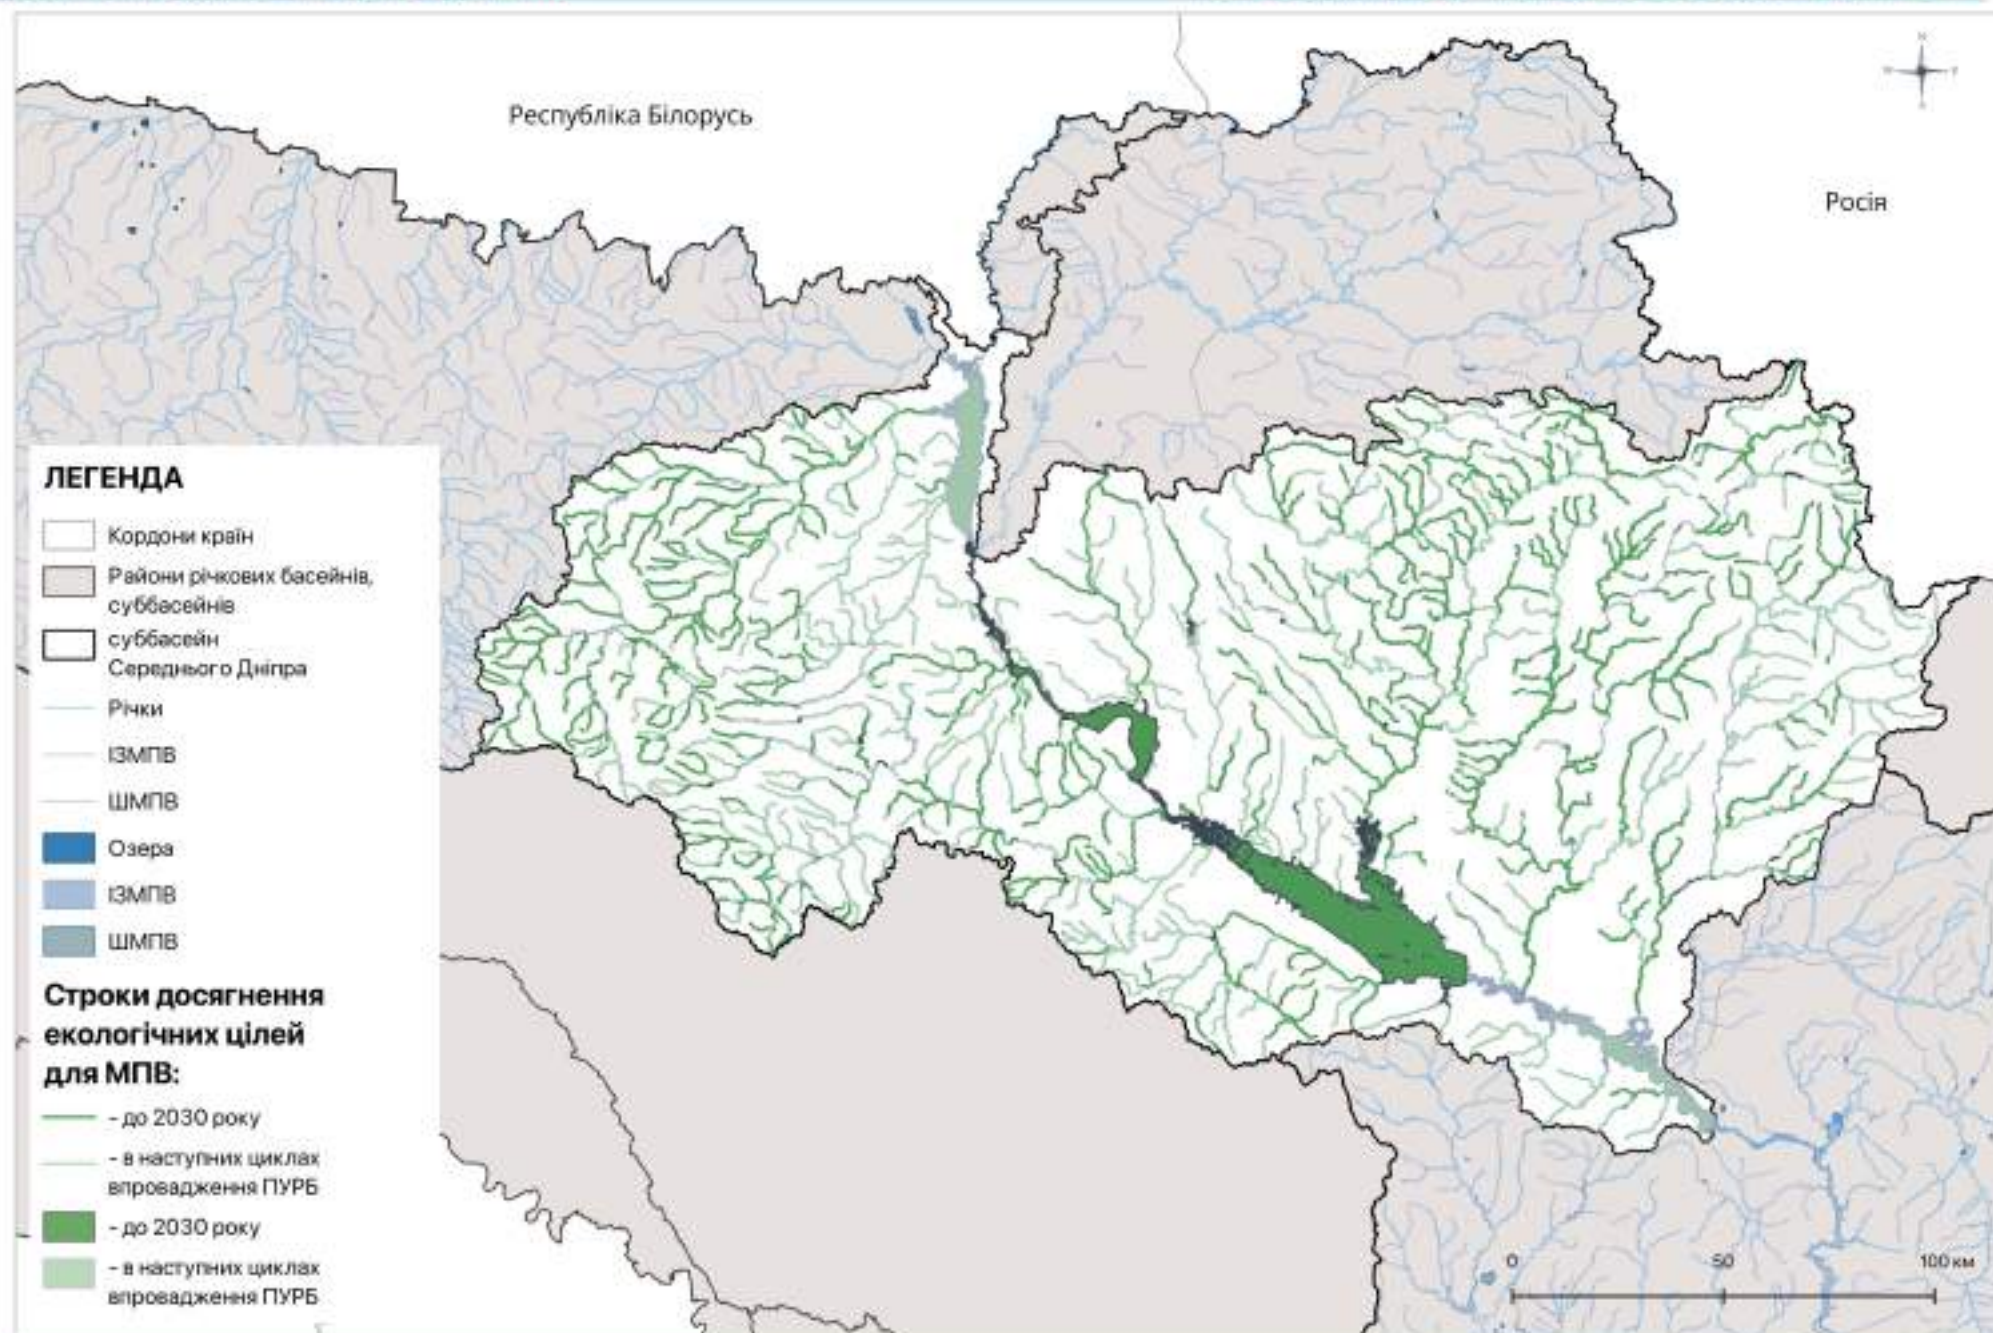 Республіка Білорусь
Росія
ЛЕГЕНДА
Кордони країн
Райони річкових басейнів,
суббасейнів
суббасейн
Середнього Дніпра
Річки
ІЗМПВ
ШМПВ
Озера
ІЗМПВ
ШМПВ
Строки досягнення
екологічних цілей
для МПВ:
- до 2030 року
- в наступних циклах
впровадження ПУРБ
- до 2030 року
- в наступних циклах
впровадження ПУРБ
0 50 100 км